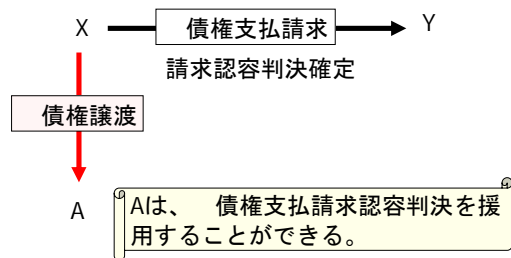 X
債権支払請求
Y
請求認容判決確定
債権譲渡
A
Aは、 債権支払請求認容判決を援
用することができる。